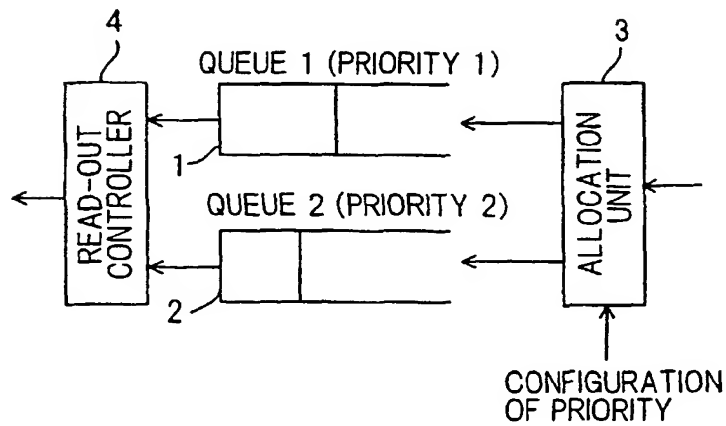 4
QUEUE 1 (PRIORITY 1)
3
READ-OUT
CONTROLLER
1
ALLOCATION
UNIT
QUEUE 2 (PRIORITY 2)
2
CONFIGURATION
OF PRIORITY